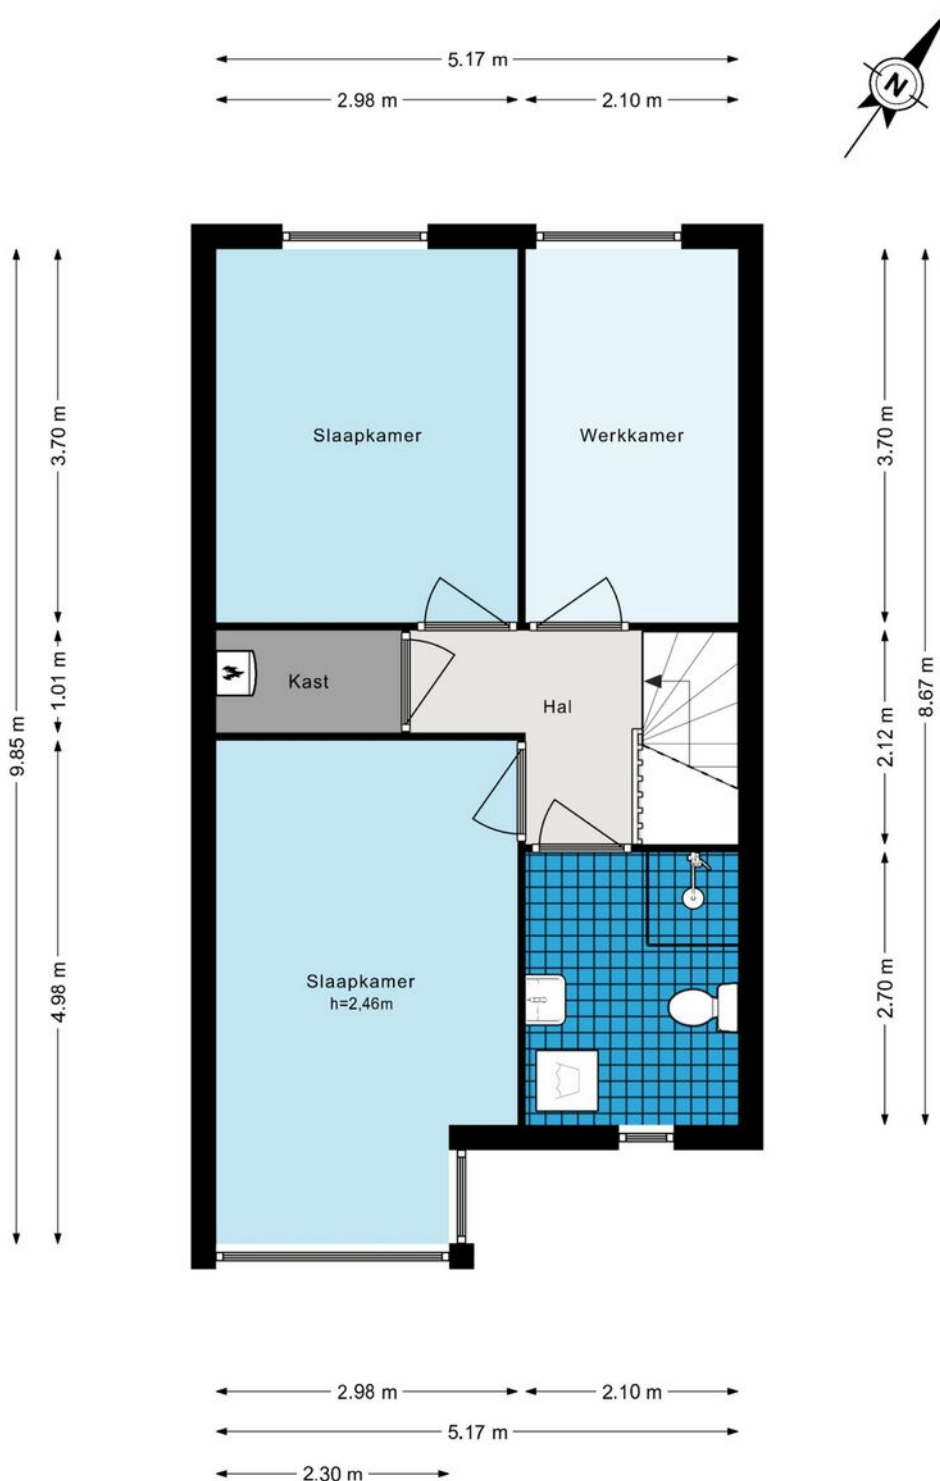 5.17 m
2.98 m
2.10 m
N
3.70 m
3.70 m
Slaapkamer
Werkkamer
1.01 m
Kast
Hal
9.85 m
2.12 m
8.67 m
4.98 m
Slaapkamer
h=2,46m
2.70 m
2.98 m
2.10 m
5.17 m
2.30 m